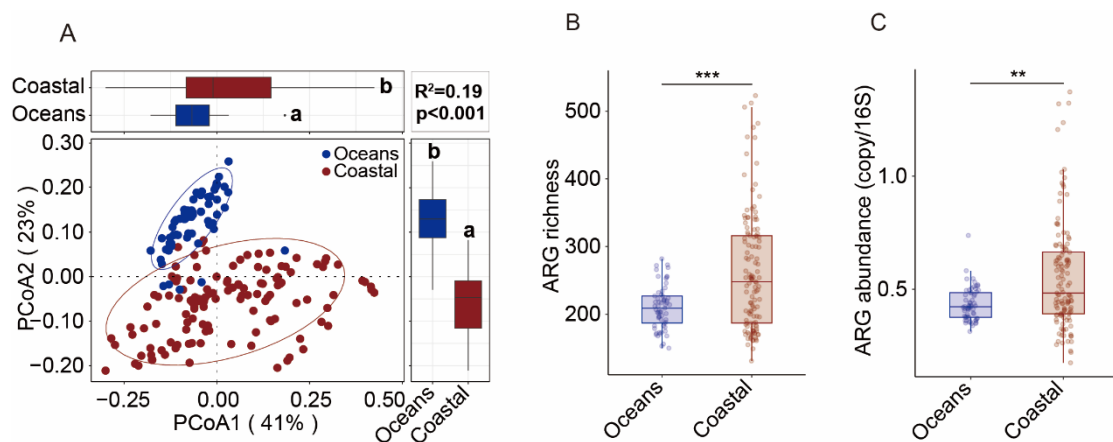 A
Coastal
Oceans
b
a
R²=0.19
p<0.001
Oceans
Coastal
0.30
0.20
0.10
0.00
−0.10
−0.20
PCoA2 ( 23%)
−0.25
0.00
0.25
0.50
PCoA1 ( 41%)
b
a
Oceans
Coastal
B
***
ARG richness
500
400
300
200
Oceans
Coastal
C
**
ARG abundance (copy/16S)
1.0
0.5
Oceans
Coastal